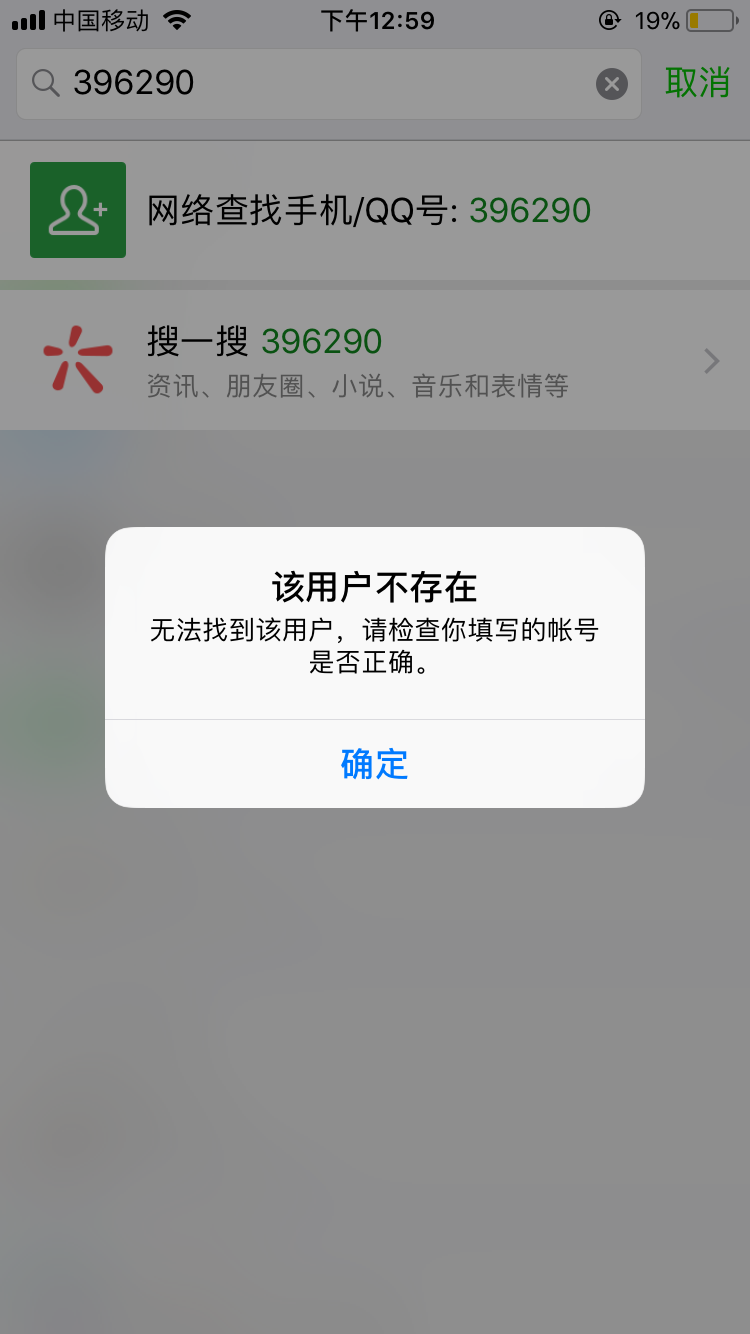 中国移动 下午12:59 19%
396290 取消
网络查找手机/QQ号: 396290
搜一搜 396290
资讯、朋友圈、小说、音乐和表情等
该用户不存在
无法找到该用户，请检查你填写的帐号
是否正确。
确定